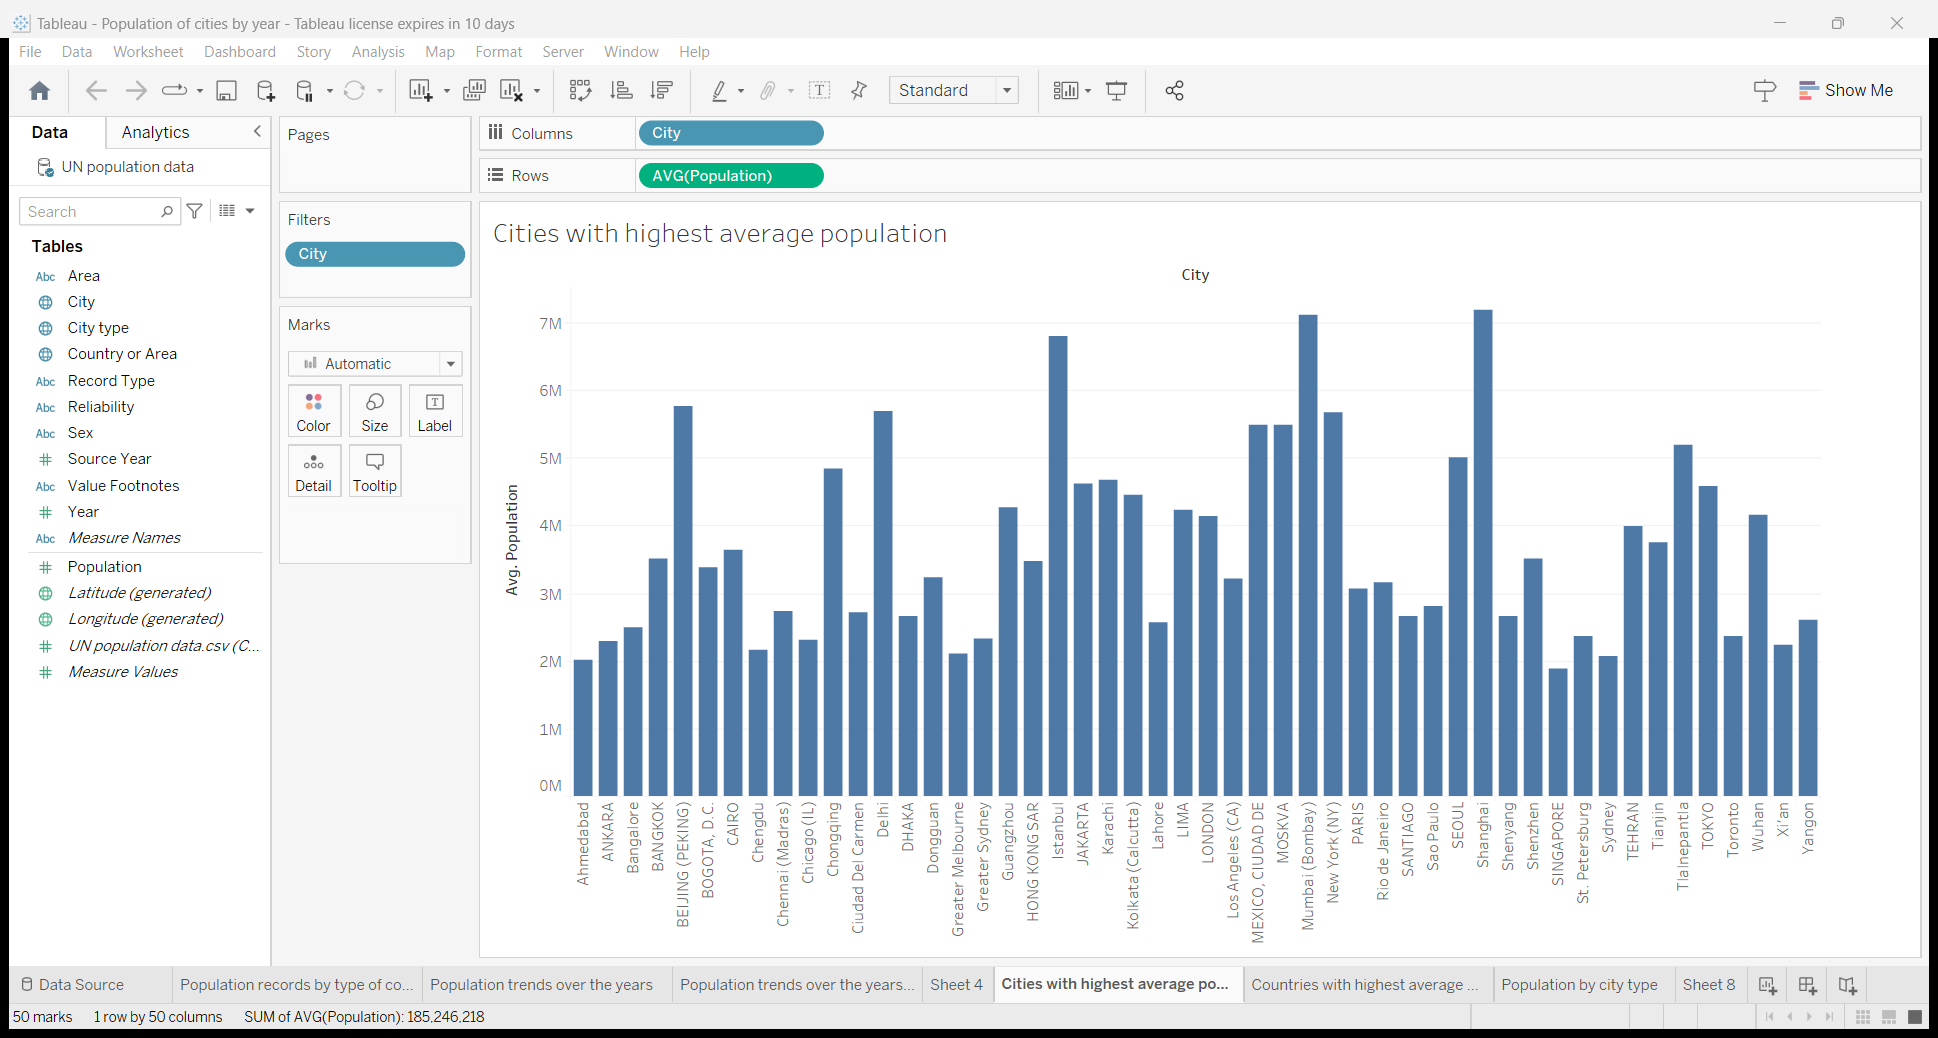 Tableau - Population of cities by year - Tableau license expires in 10 days
File Data Worksheet Dashboard Story Analysis Map Format Server Window Help
Standard
Show Me
Data Analytics
UN population data
Search
Tables
Abc Area
City
City type
Country or Area
Abc Record Type
Abc Reliability
Abc Sex
Source Year
Abc Value Footnotes
Year
Abc Measure Names
Population
Latitude (generated)
Longitude (generated)
UN population data.csv (C...
Measure Values
Pages
Filters
City
Marks
Automatic
Color Size Label
Detail Tooltip
Columns City
Rows AVG(Population)
Cities with highest average population
City
Avg. Population
7M
6M
5M
4M
3M
2M
1M
0M
Ahmedabad
ANKARA
Bangalore
BANGKOK
BEIJING (PEKING)
BOGOTA, D.C.
CAIRO
Chengdu
Chennai (Madras)
Chicago (IL)
Chongqing
Ciudad Del Carmen
Delhi
DHAKA
Dongguan
Greater Melbourne
Greater Sydney
Guangzhou
HONG KONG SAR
Istanbul
JAKARTA
Karachi
Kolkata (Calcutta)
Lahore
LIMA
LONDON
Los Angeles (CA)
MEXICO, CIUDAD DE
MOSKVA
Mumbai (Bombay)
New York (NY)
PARIS
Rio de Janeiro
SANTIAGO
Sao Paulo
SEOUL
Shanghai
Shenyang
Shenzhen
SINGAPORE
St. Petersburg
Sydney
TEHRAN
Tianjin
Tlalnepantla
TOKYO
Toronto
Wuhan
Xi'an
Yangon
Data Source Population records by type of co... Population trends over the years Population trends over the years... Sheet 4 Cities with highest average po... Countries with highest average ... Population by city type Sheet 8
50 marks 1 row by 50 columns SUM of AVG(Population): 185,246,218